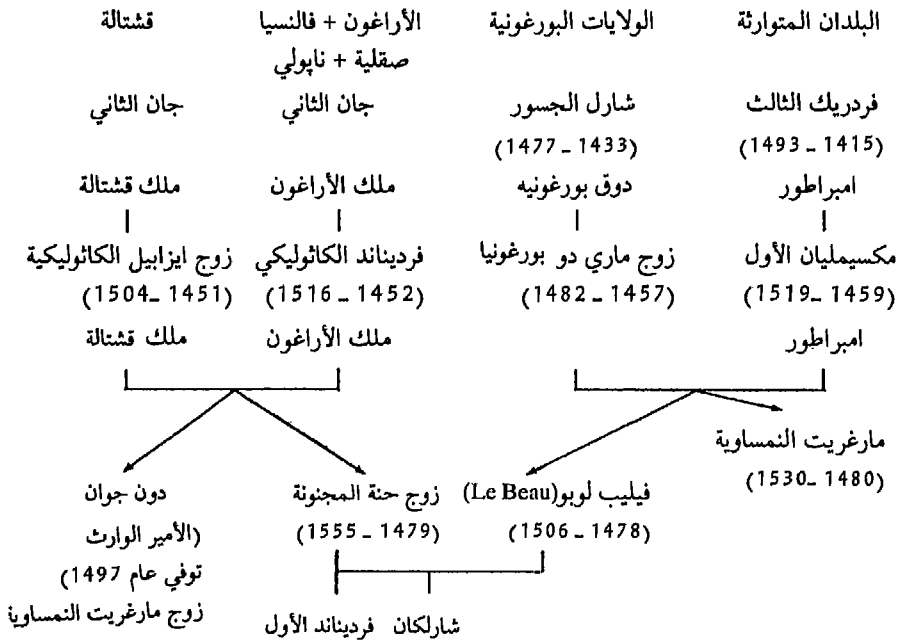 البلدان المتوارثة الولايات البورغونية الأراغون + فالنسيا قشتالة
صقلية + ناپولي
فردريك الثالث شارل الجسور جان الثاني جان الثاني
(1415 – 1493) (1433 – 1477)
امبراطور دوق بورغونيه ملك الأراغون ملك قشتالة
مكسيمليان الأول زوج ماري دو بورغونيا فرديناند الكاثوليكي زوج ايزابيل الكاثوليكية
(1459 – 1519) (1457 – 1482) (1452 – 1516) (1451 – 1504)
امبراطور ملك الأراغون ملك قشتالة
مارغريت النمساوية
(1480 – 1530)
فيليب لوبو(Le Beau) زوج حنة المجنونة دون جوان
(1478 – 1506) (1479 – 1555) (الأمير الوارث
توفي عام 1497)
زوج مارغريت النمساوية
شارلكان فرديناند الأول